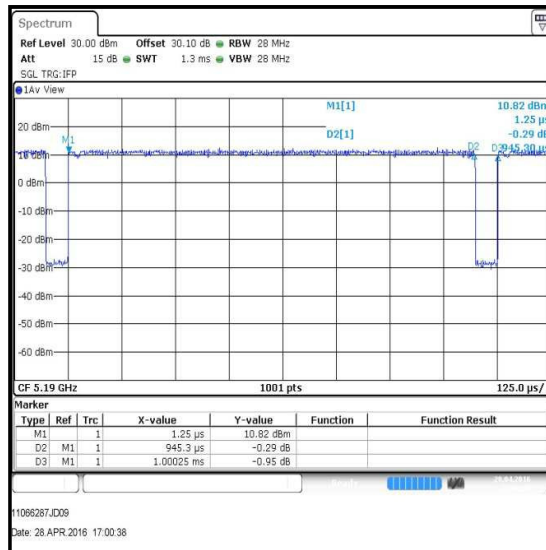 Spectrum
Ref Level 30.00 dBm Offset 30.10 dB RBW 28 MHz
Att 15 dB SWT 1.3 ms VBW 28 MHz
SGL TRG:IFP
1Av View
M1[1] 10.82 dBm
1.25 µs
20 dBm
D2[1] -0.29 dB
945.30 µs
M1
D2
10 dBm
0 dBm
-10 dBm
-20 dBm
-30 dBm
-40 dBm
-50 dBm
-60 dBm
CF 5.19 GHz 1001 pts 125.0 µs/
Marker
Type Ref Trc X-value Y-value Function Function Result
M1 1 1.25 µs 10.82 dBm
D2 M1 1 945.3 µs -0.29 dB
D3 M1 1 1.00025 ms -0.95 dB
Ready
11066287JD09
Date: 28.APR.2016 17:00:38